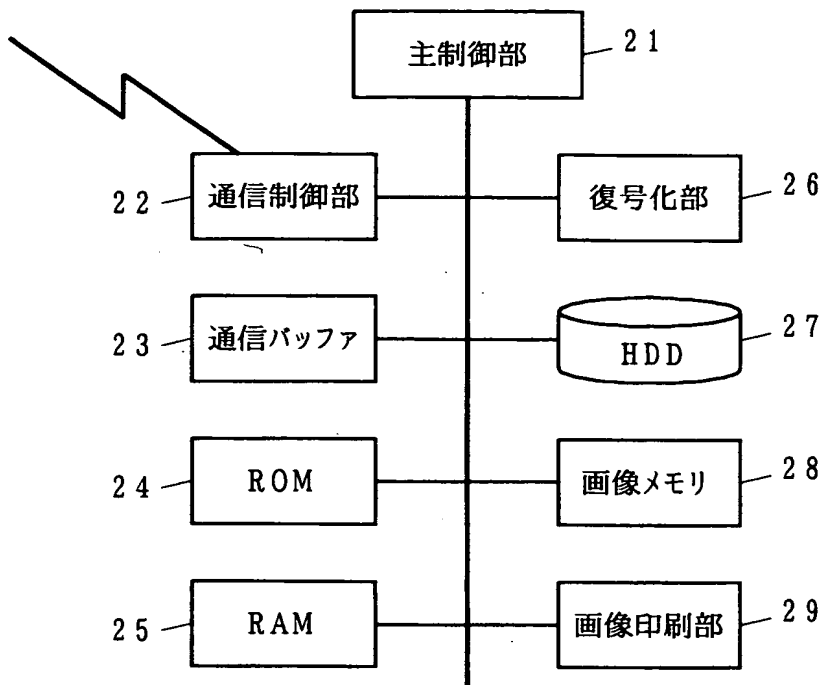 主制御部
21
22
通信制御部
復号化部
26
23
通信バッファ
HDD
27
24
ROM
画像メモリ
28
25
RAM
画像印刷部
29